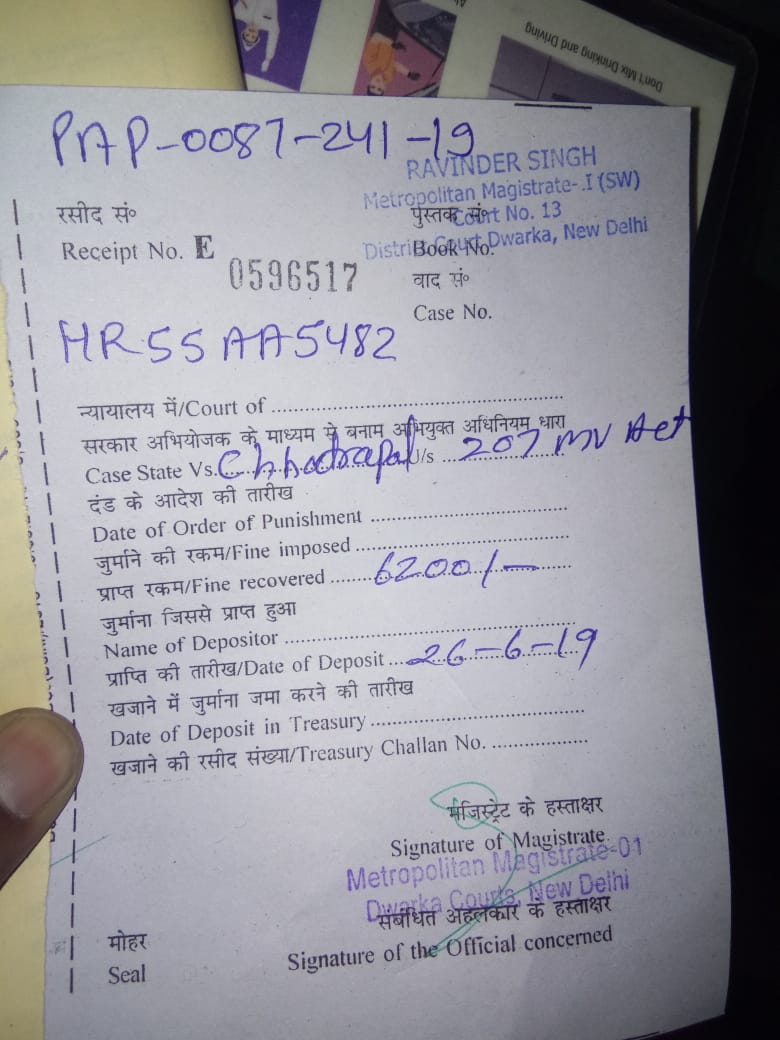 Don't Mix Drinking and Driving
PAP-0087-241-19
RAVINDER SINGH
Metropolitan Magistrate-.I (SW)
Court No. 13
District Court Dwarka, New Delhi
रसीद सं०
पुस्तक सं०
Receipt No. E 0596517
Book No.
वाद सं०
Case No.
HR55AA5482
न्यायालय में/Court of
सरकार अभियोजक के माध्यम से बनाम अभियुक्त अधिनियम धारा
Case State Vs. Chhatrapal U/s 207 MV Act
दंड के आदेश की तारीख
Date of Order of Punishment
जुर्माने की रकम/Fine imposed
प्राप्त रकम/Fine recovered 6200/-
जुर्माना जिससे प्राप्त हुआ
Name of Depositor
प्राप्ति की तारीख/Date of Deposit 26-6-19
खजाने में जुर्माना जमा करने की तारीख
Date of Deposit in Treasury
खजाने की रसीद संख्या/Treasury Challan No.
मजिस्ट्रेट के हस्ताक्षर
Signature of Magistrate
Metropolitan Magistrate-01
Dwarka Courts, New Delhi
संबंधित अहलकार के हस्ताक्षर
मोहर
Signature of the Official concerned
Seal